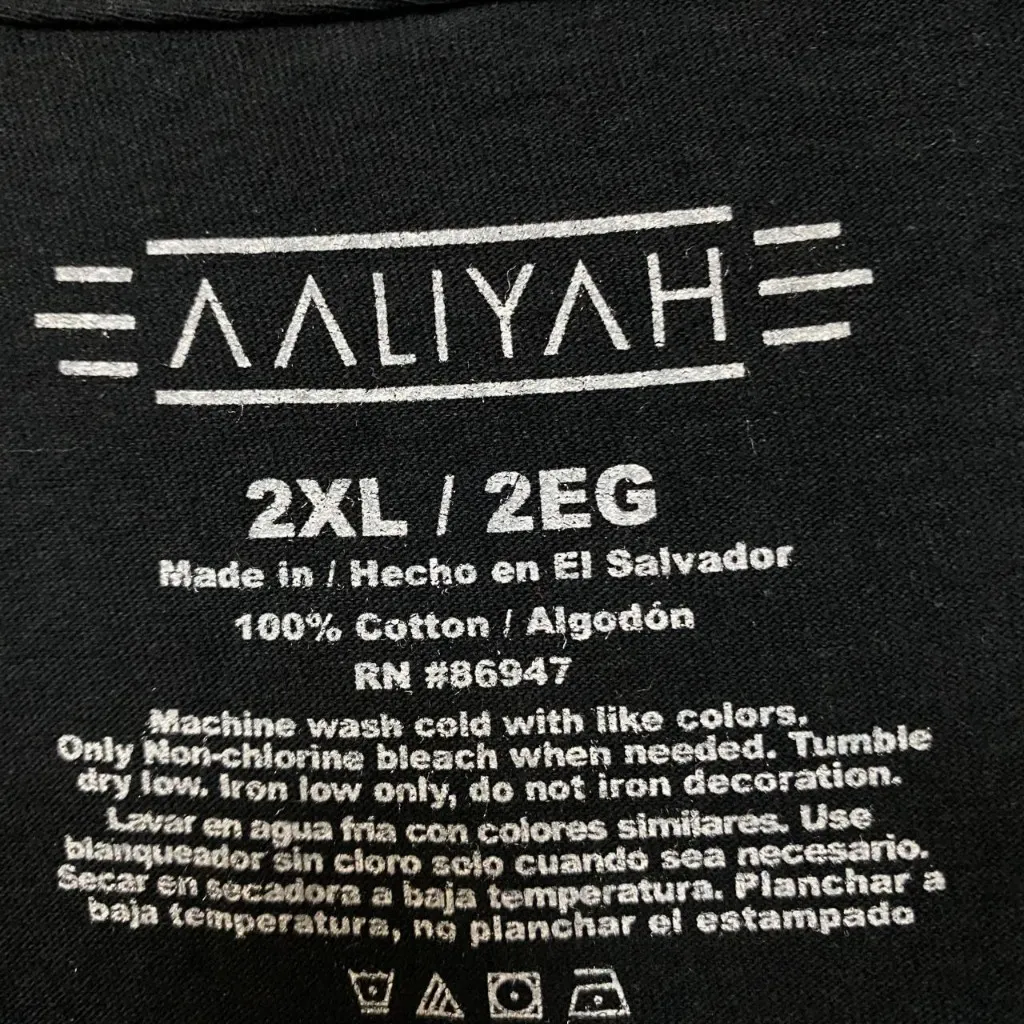 AALIYAH
2XL / 2EG
Made in / Hecho en El Salvador
100% Cotton / Algodón
RN #86947
Machine wash cold with like colors.
Only Non-chlorine bleach when needed. Tumble
dry low. Iron low only, do not iron decoration.
Lavar en agua fria con colores similares. Use
blanqueador sin cloro solo cuando sea necesario.
Secar en secadora a baja temperatura. Planchar a
baja temperatura, no planchar el estampado